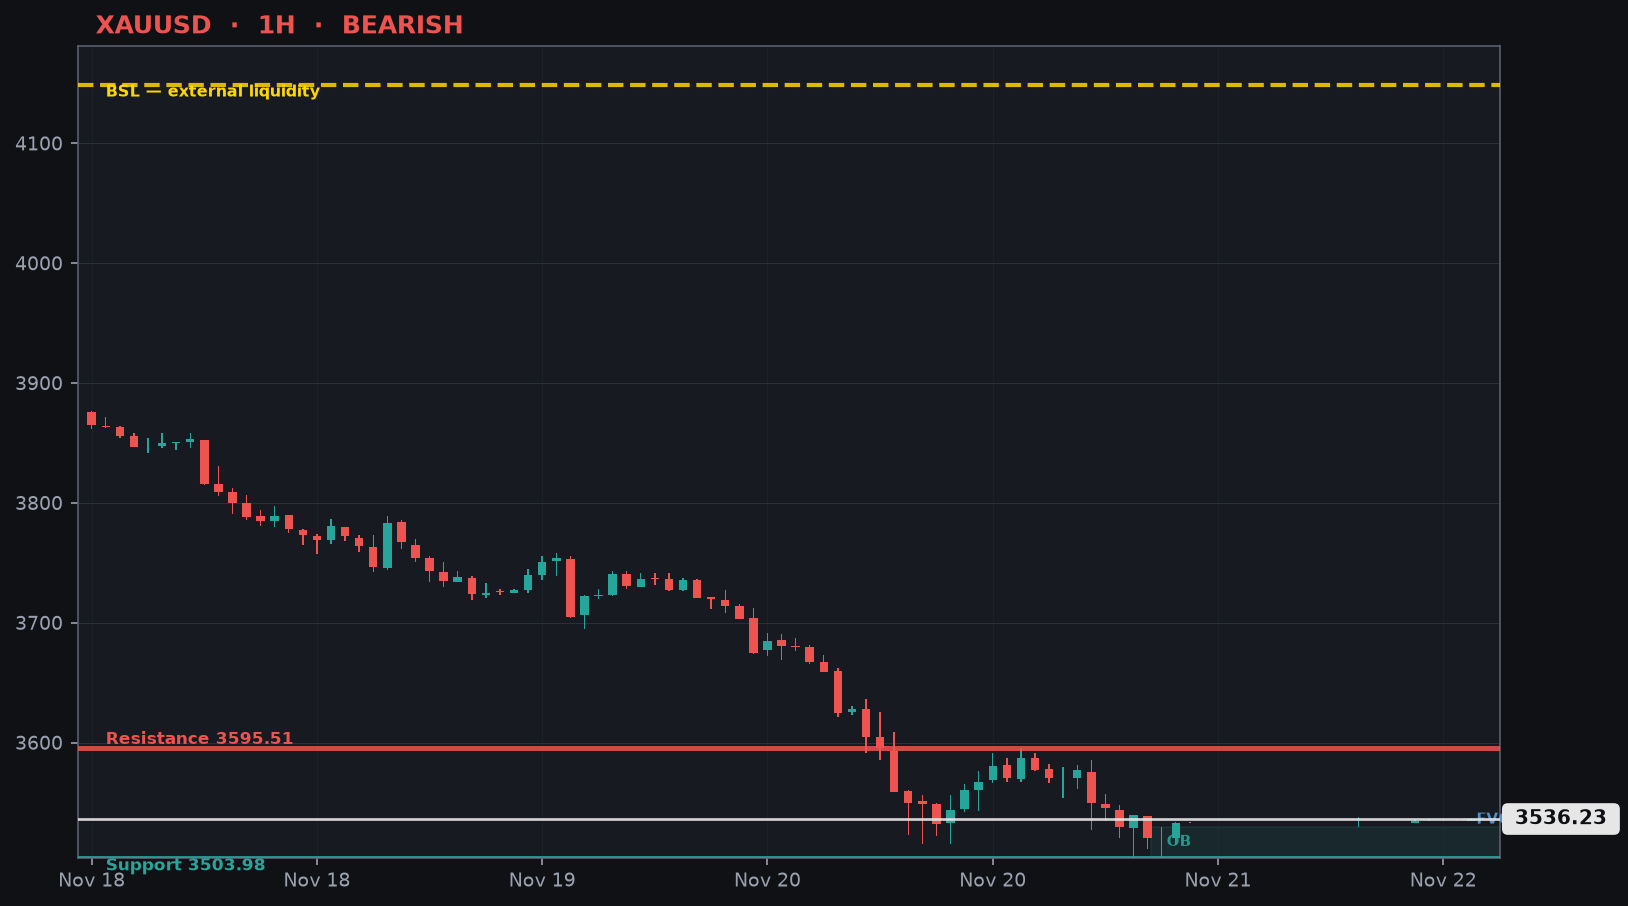 XAUUSD · 1H · BEARISH
BSL — external liquidity
4100
4000
3900
3800
3700
3600
Resistance 3595.51
3536.23
OB
Support 3503.98
Nov 18
Nov 18
Nov 19
Nov 20
Nov 20
Nov 21
Nov 22